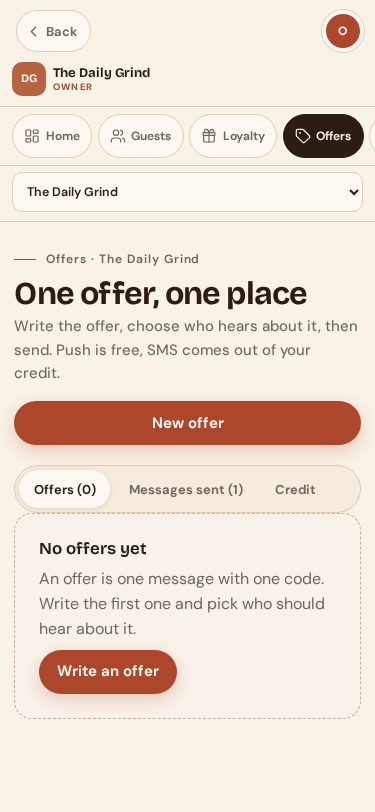 Back
O
DG
The Daily Grind
OWNER
Home
Guests
Loyalty
Offers
The Daily Grind
Offers · The Daily Grind
One offer, one place
Write the offer, choose who hears about it, then
send. Push is free, SMS comes out of your
credit.
New offer
Offers (0)
Messages sent (1)
Credit
No offers yet
An offer is one message with one code.
Write the first one and pick who should
hear about it.
Write an offer